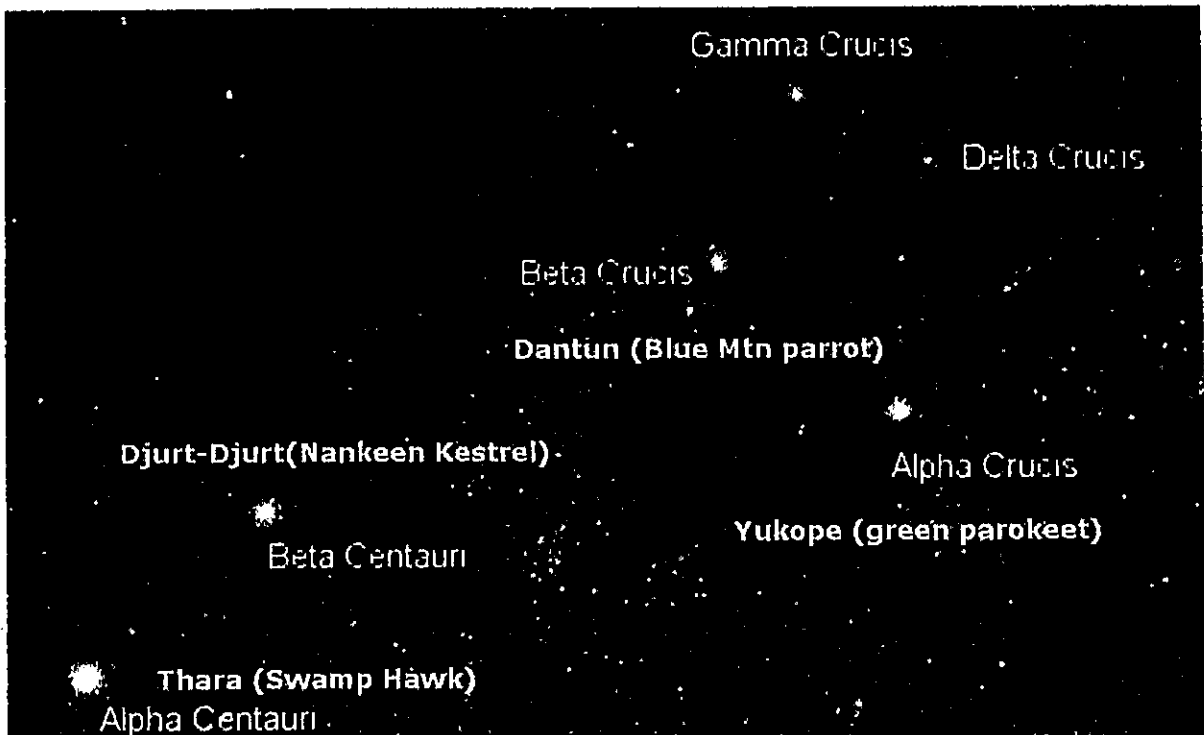 Gamma Crucis
Delta Crucis
Beta Crucis
Dantun (Blue Mtn parrot)
Djurt-Djurt(Nankeen Kestrel)
Alpha Crucis
Yukope (green parokeet)
Beta Centauri
Thara (Swamp Hawk)
Alpha Centauri